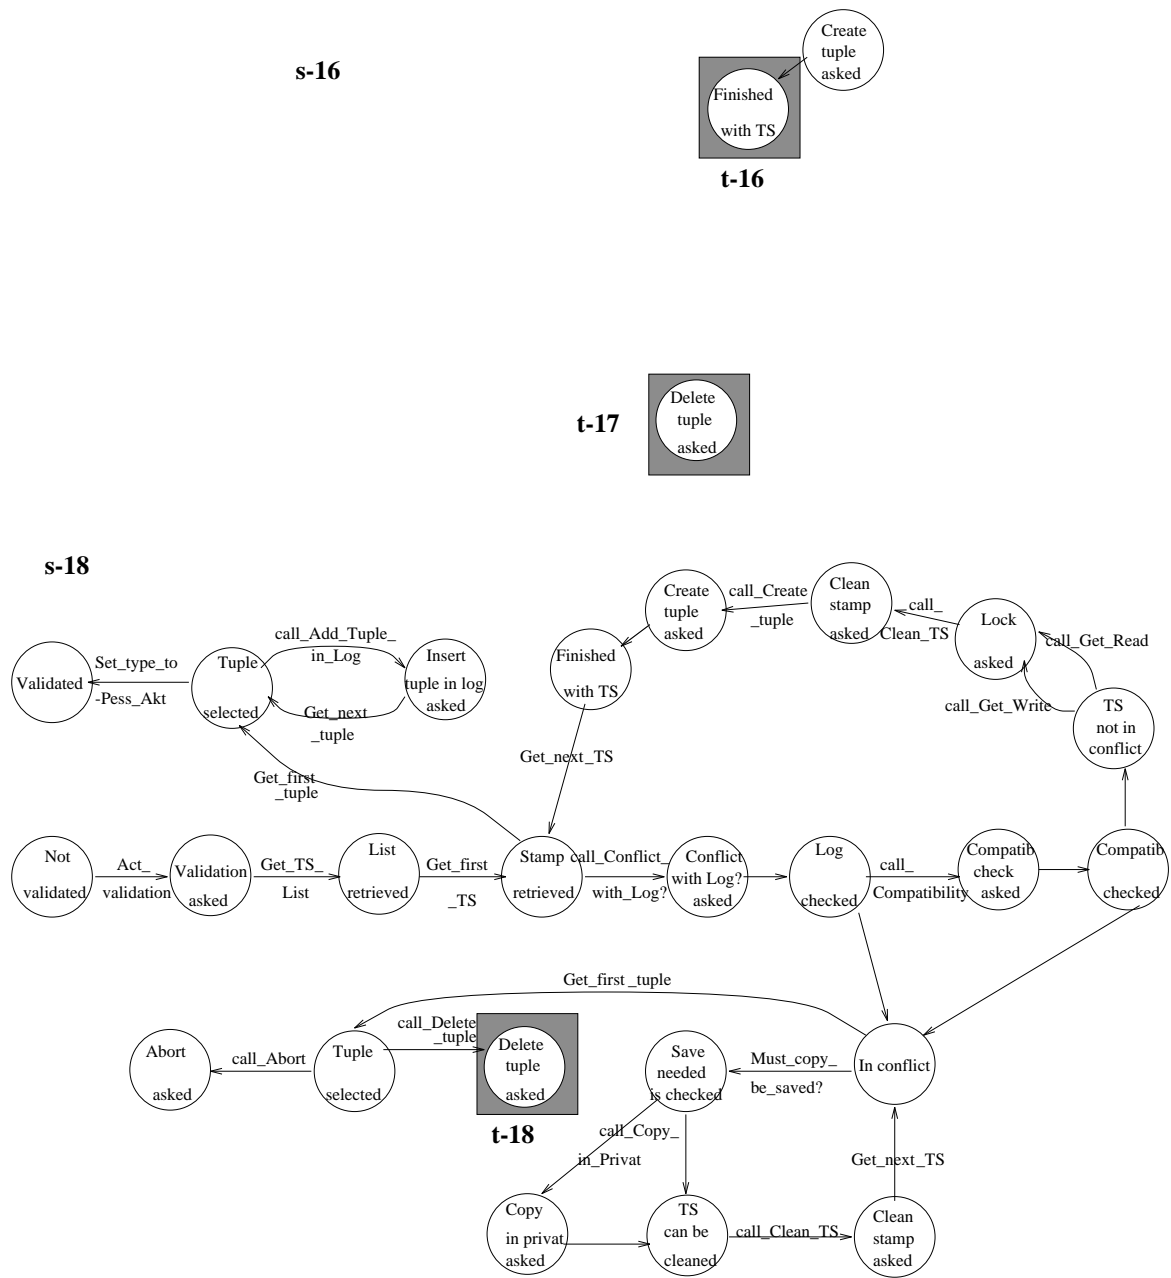 Create
tuple
asked
s-16
Finished
with TS
t-16
Delete
tuple
asked
t-17
s-18
Create
tuple
asked
call_Create
_tuple
Clean
stamp
asked
call_
Clean_TS
Lock
asked
call_Get_Read
call_Get_Write
TS
not in
conflict
Validated
Set_type_to
-Pess_Akt
Tuple
selected
call_Add_Tuple_
in_Log
Get_next
_tuple
Insert
tuple in log
asked
Finished
with TS
Get_next_TS
Get_first
_tuple
Not
validated
Act_
validation
Validation
asked
Get_TS_
List
List
retrieved
Get_first
_TS
Stamp
retrieved
call_Conflict_
with_Log?
Conflict
with Log?
asked
Log
checked
call_
Compatibility
Compatib
check
asked
Compatib
checked
Get_first_tuple
Abort
asked
call_Abort
Tuple
selected
call_Delete
_tuple
Delete
tuple
asked
t-18
Save
needed
is checked
Must_copy_
be_saved?
In conflict
call_Copy_
in_Privat
Get_next_TS
Copy
in privat
asked
TS
can be
cleaned
call_Clean_TS
Clean
stamp
asked